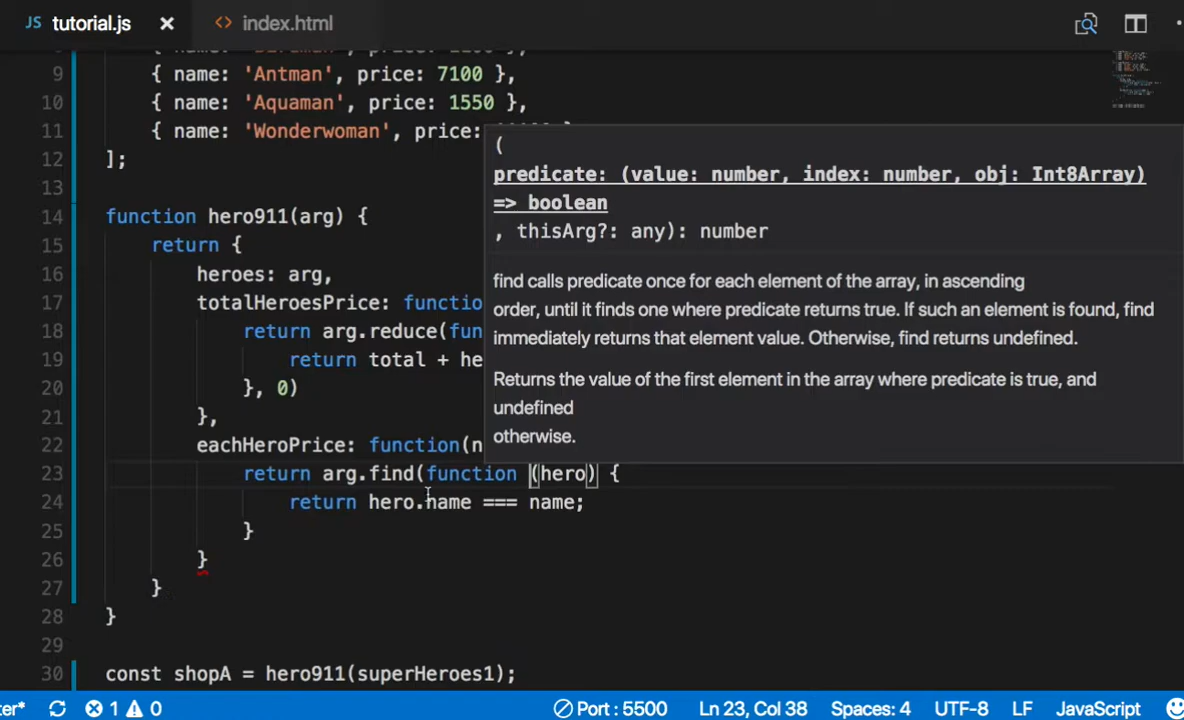 JS tutorial.js × <> index.html
9 { name: 'Antman', price: 7100 },
10 { name: 'Aquaman', price: 1550 },
11 { name: 'Wonderwoman', price:
12 ];
13
14 function hero911(arg) {
15 return {
16 heroes: arg,
17 totalHeroesPrice: functio
18 return arg.reduce(fun
19 return total + he
20 }, 0)
21 },
22 eachHeroPrice: function(n
23 return arg.find(function (hero) {
24 return hero.name === name;
25 }
26 }
27 }
28 }
29
30 const shopA = hero911(superHeroes1);
(
predicate: (value: number, index: number, obj: Int8Array)
=> boolean
, thisArg?: any): number
find calls predicate once for each element of the array, in ascending
order, until it finds one where predicate returns true. If such an element is found, find
immediately returns that element value. Otherwise, find returns undefined.
Returns the value of the first element in the array where predicate is true, and
undefined
otherwise.
ter* 1 0 Port : 5500 Ln 23, Col 38 Spaces: 4 UTF-8 LF JavaScript